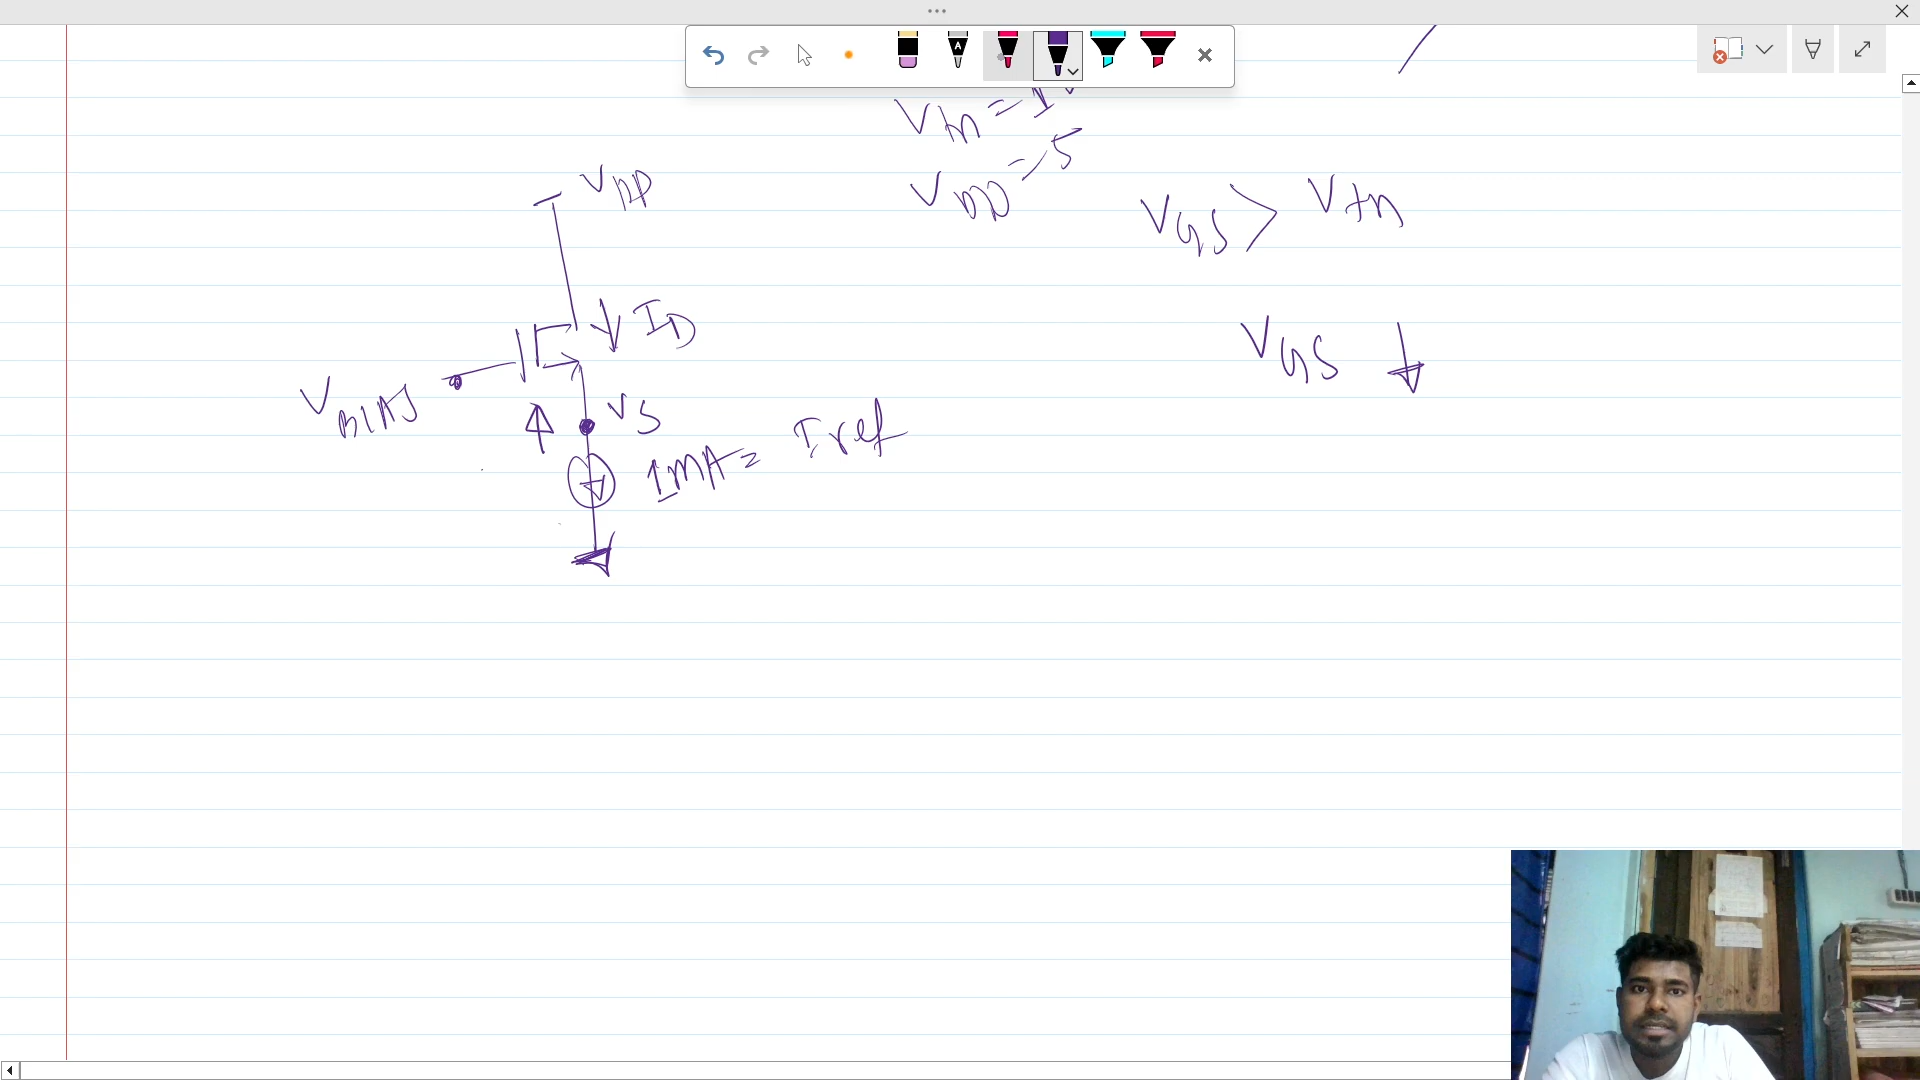 Vtn = 1V
VDD = 5
VDD
VGS > Vtn
ID
VGS ↓
VBIAS
VS
1mA = Iref